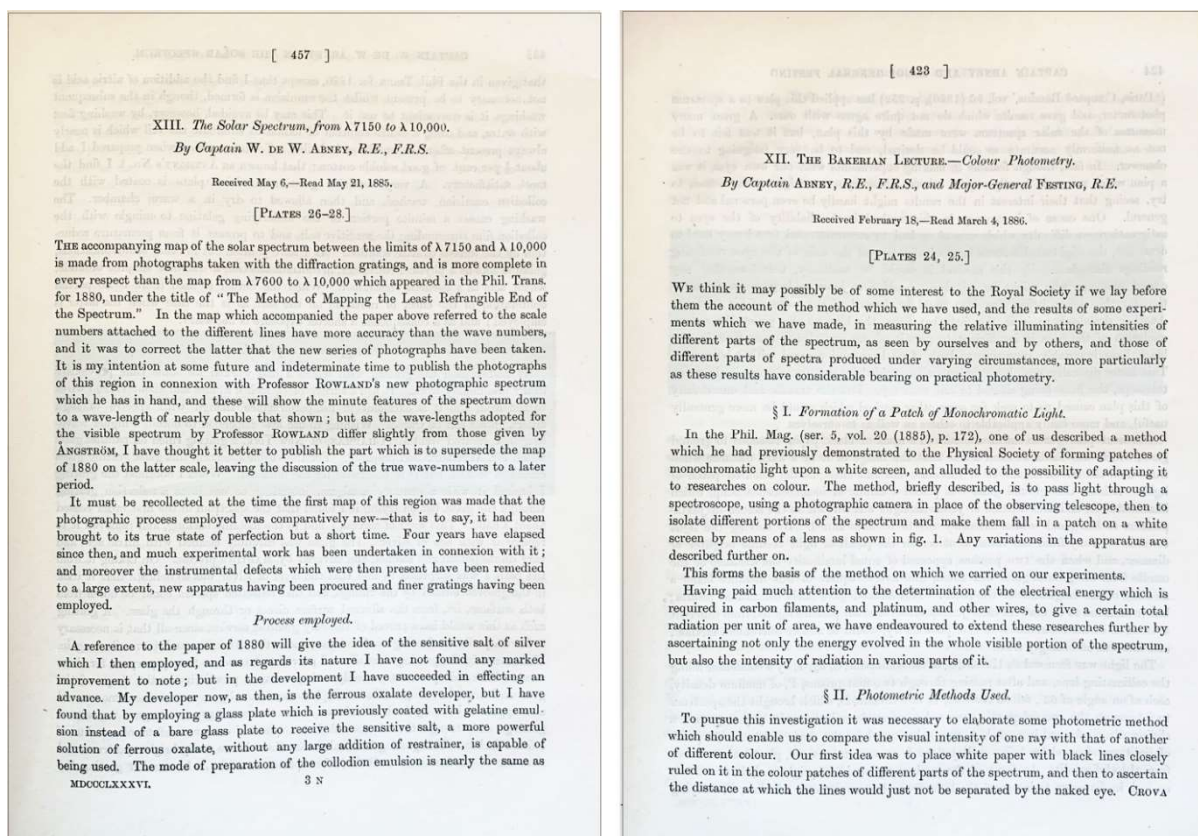 [ 457 ]
XIII. The Solar Spectrum, from λ 7150 to λ 10,000.
By Captain W. DE W. ABNEY, R.E., F.R.S.
Received May 6,—Read May 21, 1885.
[PLATES 26-28.]
THE accompanying map of the solar spectrum between the limits of λ 7150 and λ 10,000
is made from photographs taken with the diffraction gratings, and is more complete in
every respect than the map from λ 7600 to λ 10,000 which appeared in the Phil. Trans.
for 1880, under the title of “ The Method of Mapping the Least Refrangible End of
the Spectrum.” In the map which accompanied the paper above referred to the scale
numbers attached to the different lines have more accuracy than the wave numbers,
and it was to correct the latter that the new series of photographs have been taken.
It is my intention at some future and indeterminate time to publish the photographs
of this region in connexion with Professor ROWLAND'S new photographic spectrum
which he has in hand, and these will show the minute features of the spectrum down
to a wave-length of nearly double that shown ; but as the wave-lengths adopted for
the visible spectrum by Professor ROWLAND differ slightly from those given by
ÅNGSTRÖM, I have thought it better to publish the part which is to supersede the map
of 1880 on the latter scale, leaving the discussion of the true wave-numbers to a later
period.
It must be recollected at the time the first map of this region was made that the
photographic process employed was comparatively new—that is to say, it had been
brought to its true state of perfection but a short time. Four years have elapsed
since then, and much experimental work has been undertaken in connexion with it ;
and moreover the instrumental defects which were then present have been remedied
to a large extent, new apparatus having been procured and finer gratings having been
employed.
Process employed.
A reference to the paper of 1880 will give the idea of the sensitive salt of silver
which I then employed, and as regards its nature I have not found any marked
improvement to note ; but in the development I have succeeded in effecting an
advance. My developer now, as then, is the ferrous oxalate developer, but I have
found that by employing a glass plate which is previously coated with gelatine emul-
sion instead of a bare glass plate to receive the sensitive salt, a more powerful
solution of ferrous oxalate, without any large addition of restrainer, is capable of
being used. The mode of preparation of the collodion emulsion is nearly the same as
MDCCCLXXXVI. 3 N
[ 423 ]
XII. THE BAKERIAN LECTURE.—Colour Photometry.
By Captain ABNEY, R.E., F.R.S., and Major-General FESTING, R.E.
Received February 18,—Read March 4, 1886.
[PLATES 24, 25.]
WE think it may possibly be of some interest to the Royal Society if we lay before
them the account of the method which we have used, and the results of some experi-
ments which we have made, in measuring the relative illuminating intensities of
different parts of the spectrum, as seen by ourselves and by others, and those of
different parts of spectra produced under varying circumstances, more particularly
as these results have considerable bearing on practical photometry.
§ I. Formation of a Patch of Monochromatic Light.
In the Phil. Mag. (ser. 5, vol. 20 (1885), p. 172), one of us described a method
which he had previously demonstrated to the Physical Society of forming patches of
monochromatic light upon a white screen, and alluded to the possibility of adapting it
to researches on colour. The method, briefly described, is to pass light through a
spectroscope, using a photographic camera in place of the observing telescope, then to
isolate different portions of the spectrum and make them fall in a patch on a white
screen by means of a lens as shown in fig. 1. Any variations in the apparatus are
described further on.
This forms the basis of the method on which we carried on our experiments.
Having paid much attention to the determination of the electrical energy which is
required in carbon filaments, and platinum, and other wires, to give a certain total
radiation per unit of area, we have endeavoured to extend these researches further by
ascertaining not only the energy evolved in the whole visible portion of the spectrum,
but also the intensity of radiation in various parts of it.
§ II. Photometric Methods Used.
To pursue this investigation it was necessary to elaborate some photometric method
which should enable us to compare the visual intensity of one ray with that of another
of different colour. Our first idea was to place white paper with black lines closely
ruled on it in the colour patches of different parts of the spectrum, and then to ascertain
the distance at which the lines would just not be separated by the naked eye. CROVA